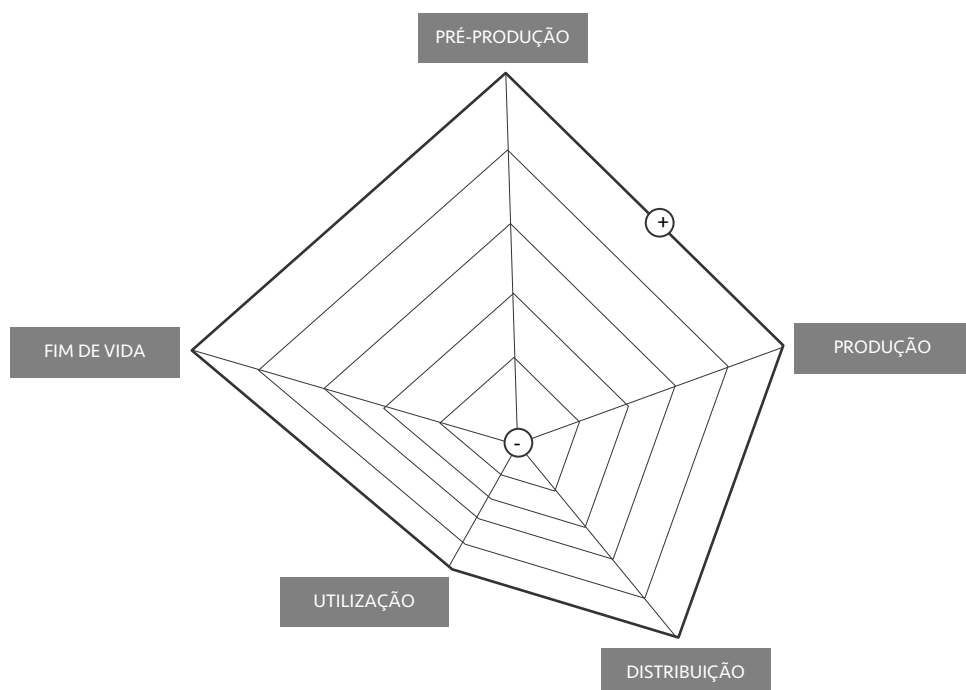 PRÉ-PRODUÇÃO
+
FIM DE VIDA
PRODUÇÃO
-
UTILIZAÇÃO
DISTRIBUIÇÃO